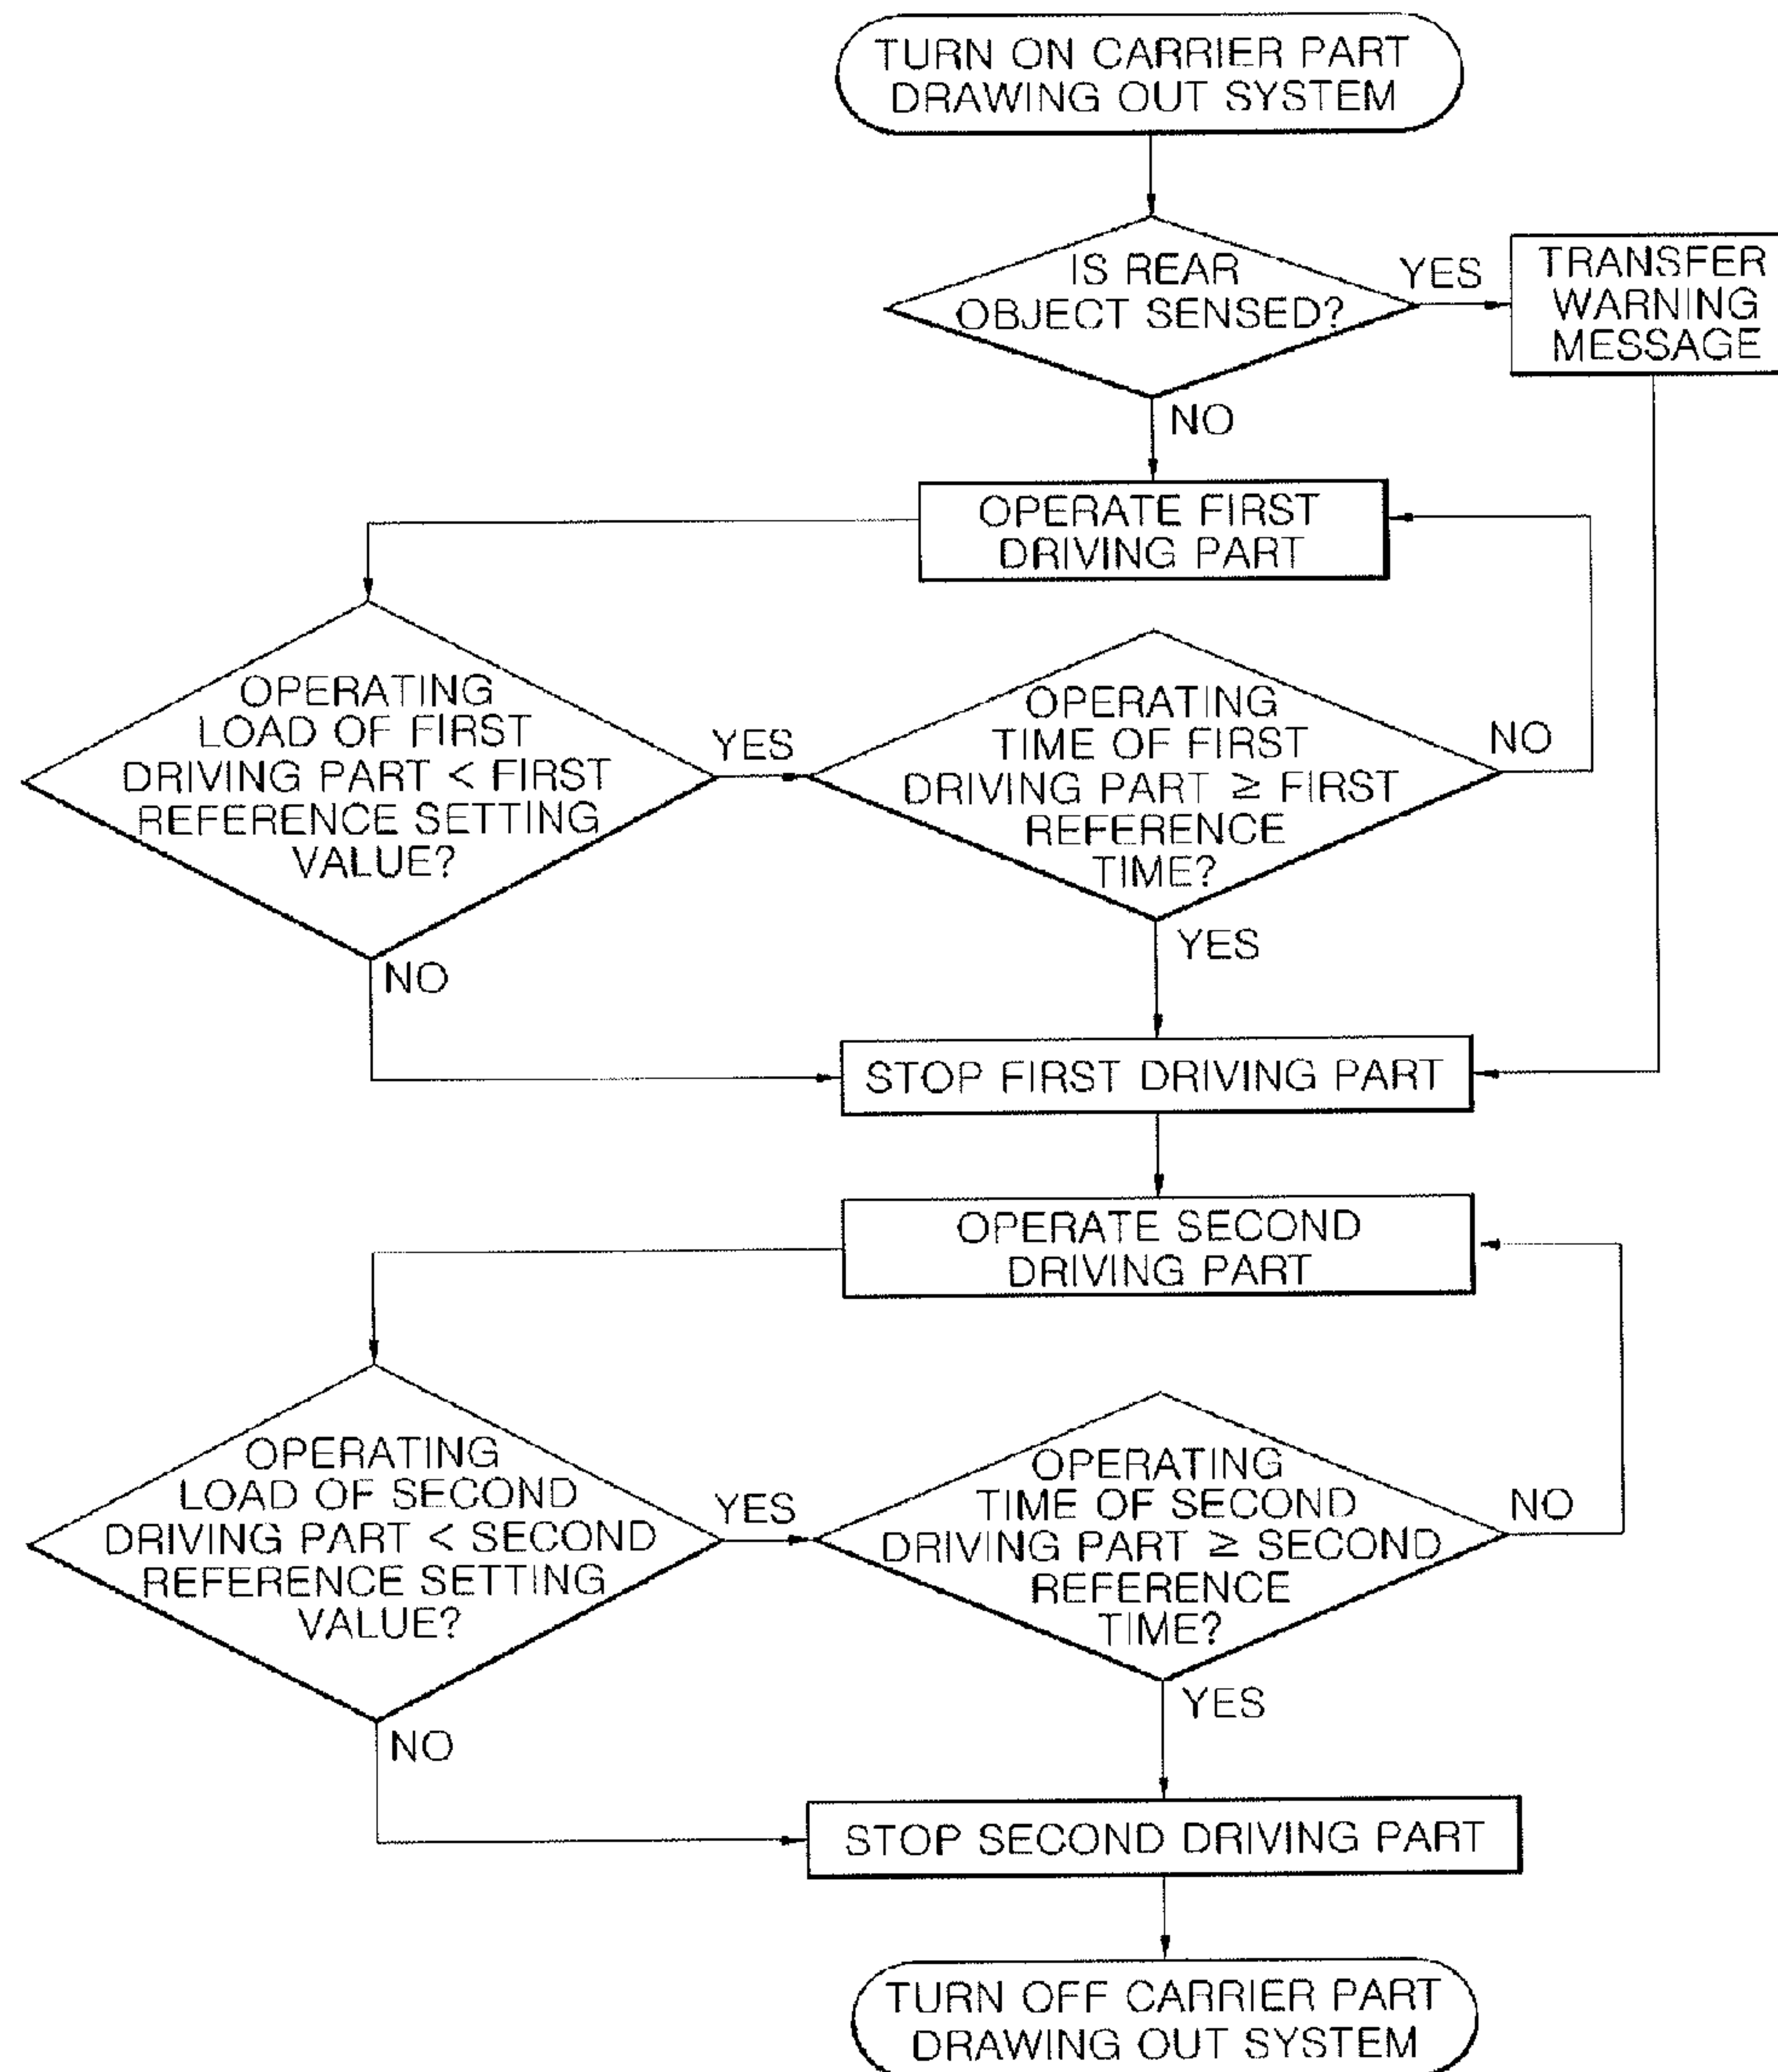 TURN ON CARRIER PART
DRAWING OUT SYSTEM
IS REAR
OBJECT SENSED?
YES
TRANSFER
WARNING
MESSAGE
NO
OPERATE FIRST
DRIVING PART
OPERATING
LOAD OF FIRST
DRIVING PART < FIRST
REFERENCE SETTING
VALUE?
YES
OPERATING
TIME OF FIRST
DRIVING PART ≥ FIRST
REFERENCE
TIME?
NO
YES
NO
STOP FIRST DRIVING PART
OPERATE SECOND
DRIVING PART
OPERATING
LOAD OF SECOND
DRIVING PART < SECOND
REFERENCE SETTING
VALUE?
YES
OPERATING
TIME OF SECOND
DRIVING PART ≥ SECOND
REFERENCE
TIME?
NO
YES
NO
STOP SECOND DRIVING PART
TURN OFF CARRIER PART
DRAWING OUT SYSTEM